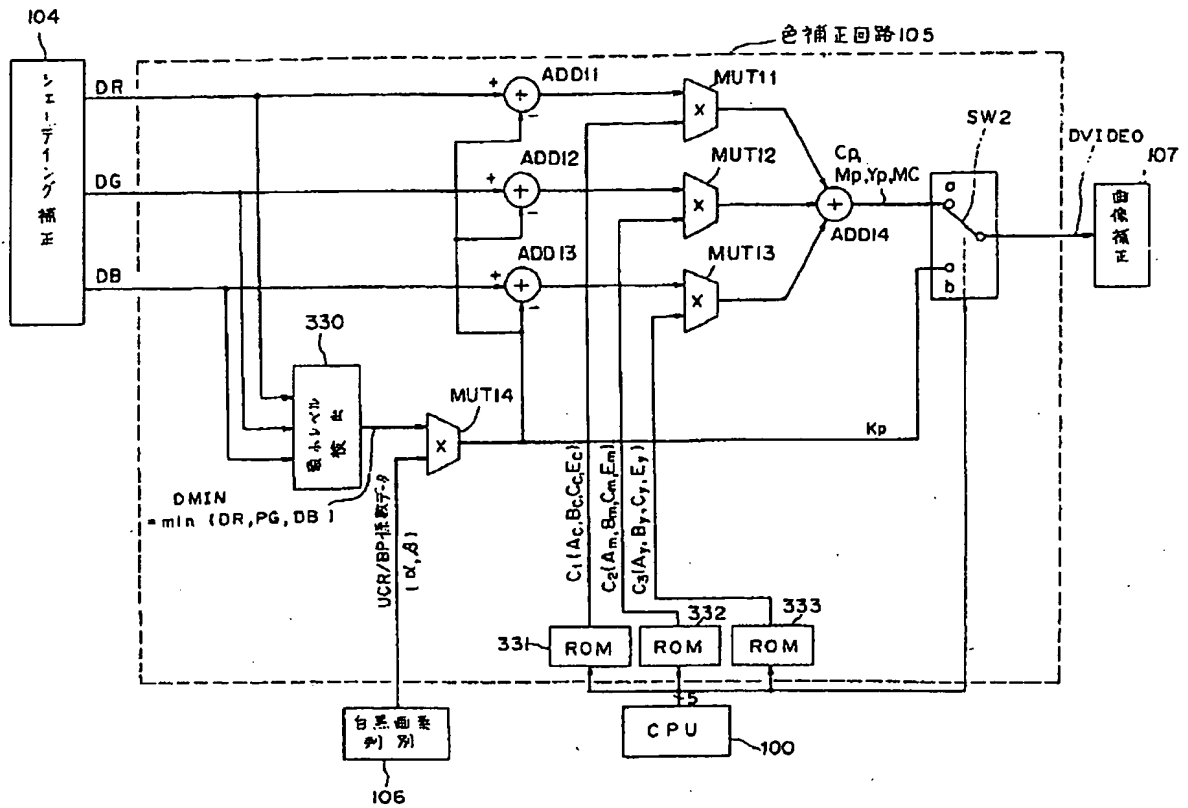 104
色補正回路105
シェーディング補正
DR
DG
DB
+
ADD11
+
-
+
ADD12
+
-
+
ADD13
+
-
MUT11
×
MUT12
×
MUT13
×
Cp,
Mp,Yp,MC
+
ADD14
SW2
a
b
DVIDEO
107
画像補正
330
最小レベル検出
MUT14
×
Kp
DMIN
=min (DR,PG,DB)
UCR/BP係数データ
(α,β)
C1(Ac,Bc,Cc,Ec)
C2(Am,Bm,Cm,Em)
C3(Ay,By,Cy,Ey)
331
ROM
332
ROM
333
ROM
5
CPU
100
白黒画素
判別
106